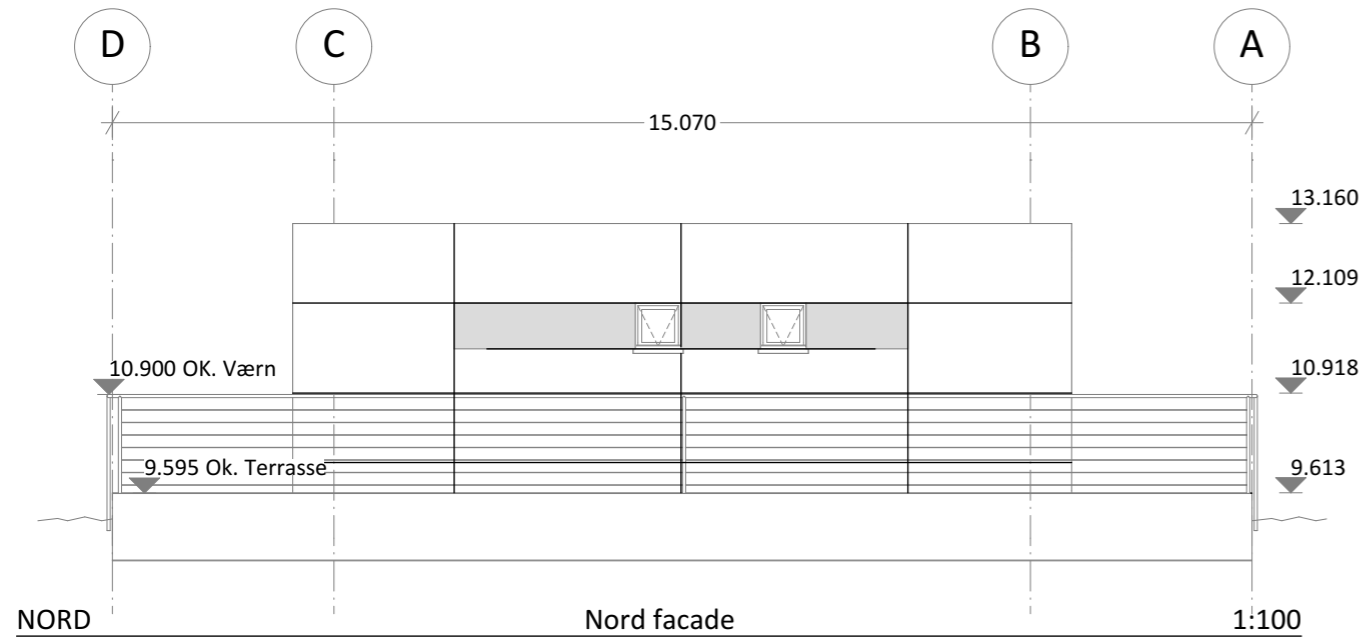 D C B A
15.070
13.160
12.109
10.900 OK. Værn 10.918
9.595 Ok. Terrasse 9.613
NORD Nord facade 1:100